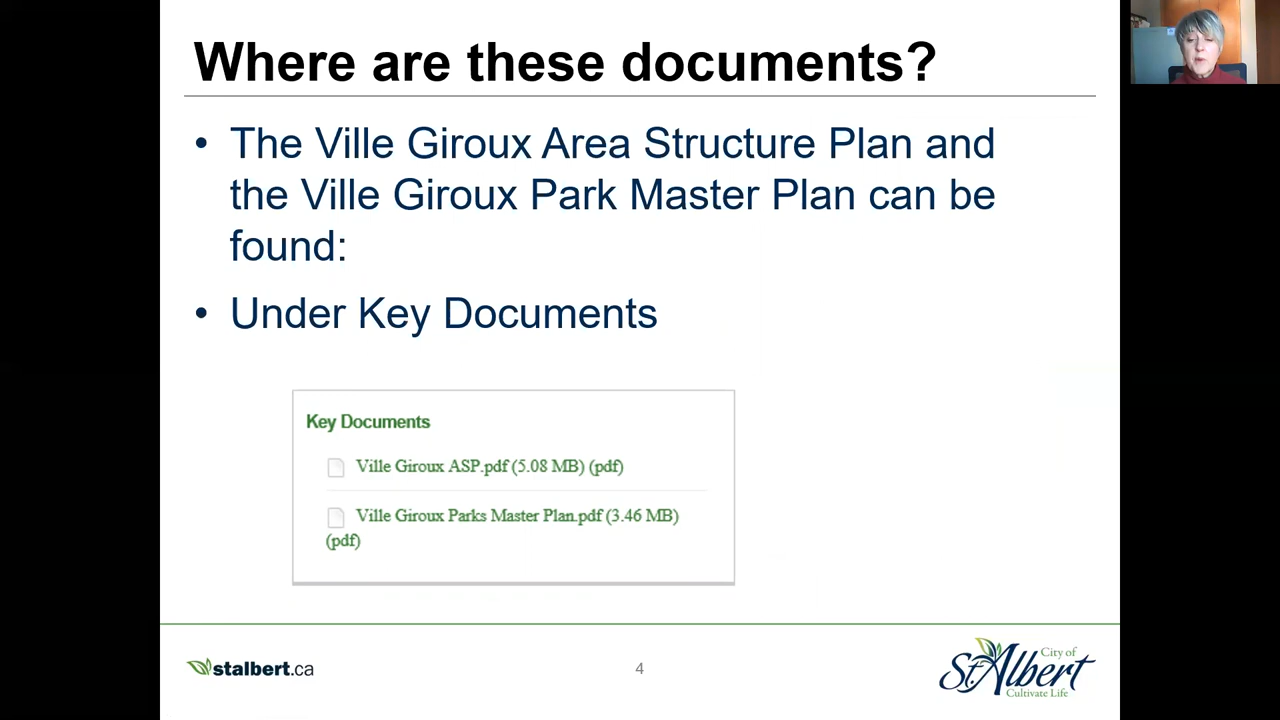 Where are these documents?
• The Ville Giroux Area Structure Plan and
the Ville Giroux Park Master Plan can be
found:
• Under Key Documents
Key Documents
Ville Giroux ASP.pdf (5.08 MB) (pdf)
Ville Giroux Parks Master Plan.pdf (3.46 MB)
(pdf)
stalbert.ca
4
City of
St. Albert
Cultivate Life